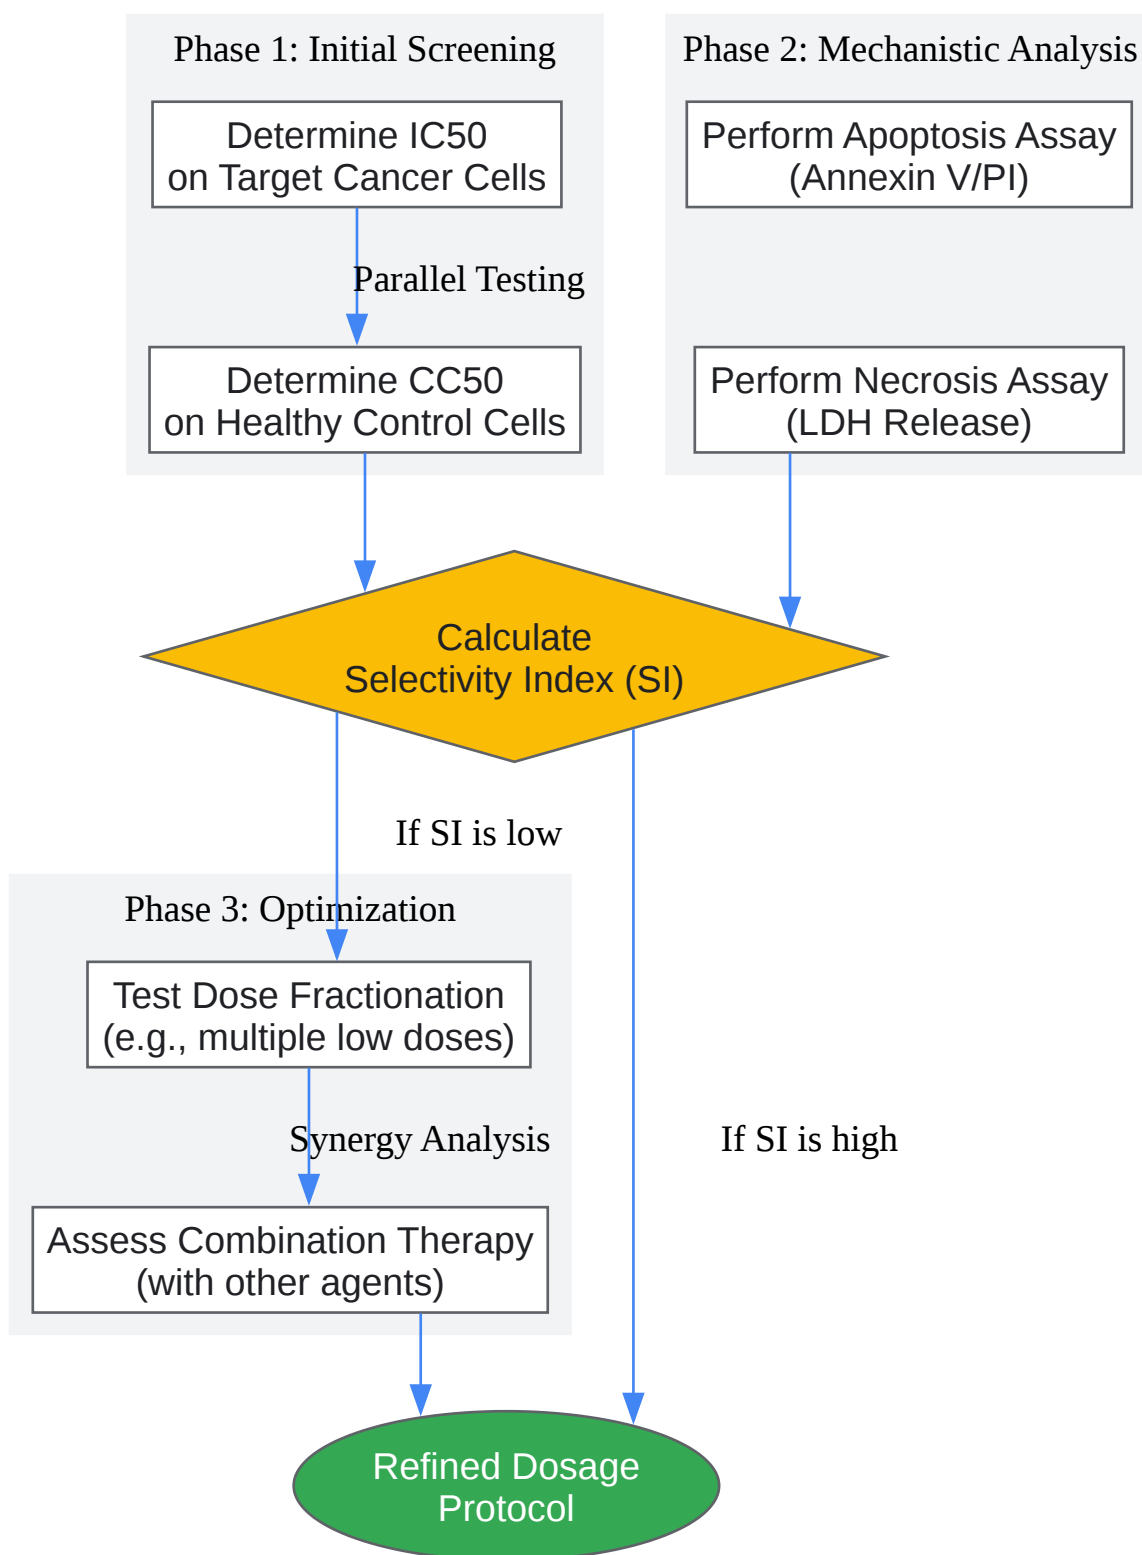 Phase 1: Initial Screening
Determine IC50
on Target Cancer Cells
Parallel Testing
Determine CC50
on Healthy Control Cells
Phase 2: Mechanistic Analysis
Perform Apoptosis Assay
(Annexin V/PI)
Perform Necrosis Assay
(LDH Release)
Calculate
Selectivity Index (SI)
If SI is low
Phase 3: Optimization
Test Dose Fractionation
(e.g., multiple low doses)
Synergy Analysis
Assess Combination Therapy
(with other agents)
If SI is high
Refined Dosage
Protocol